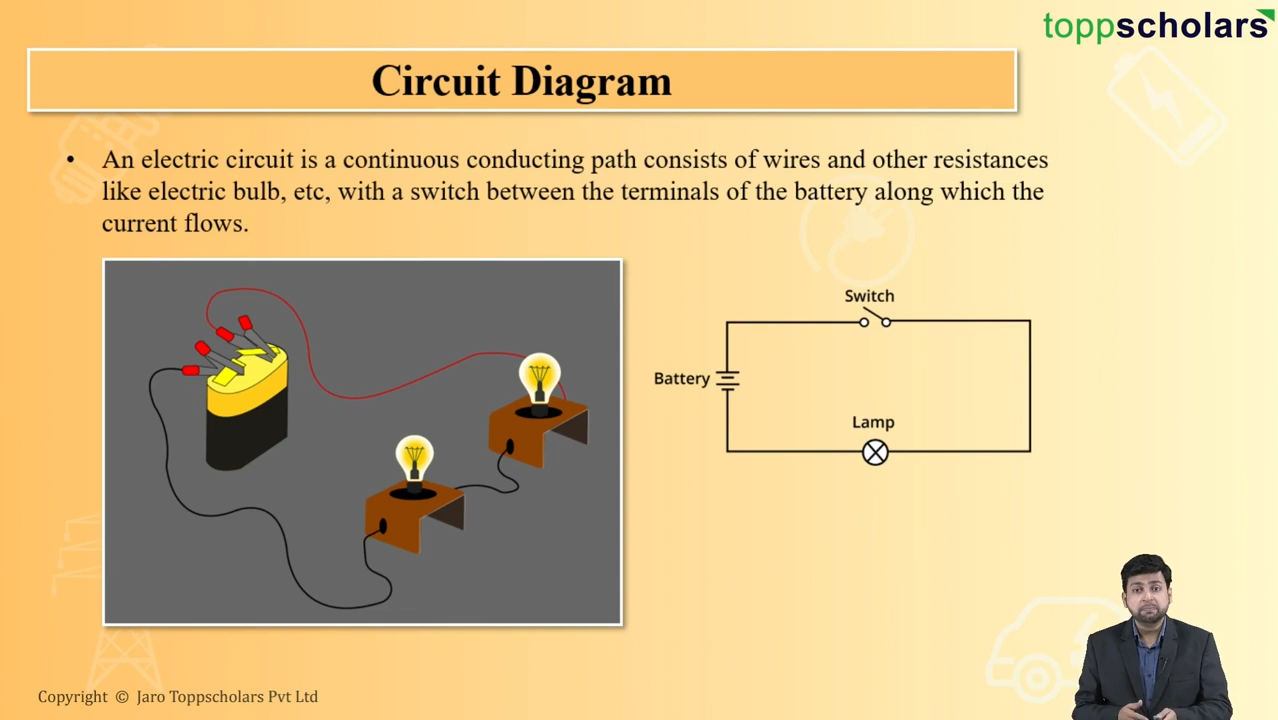 toppscholars
Circuit Diagram
• An electric circuit is a continuous conducting path consists of wires and other resistances
like electric bulb, etc, with a switch between the terminals of the battery along which the
current flows.
Switch
Battery
Lamp
Copyright © Jaro Toppscholars Pvt Ltd